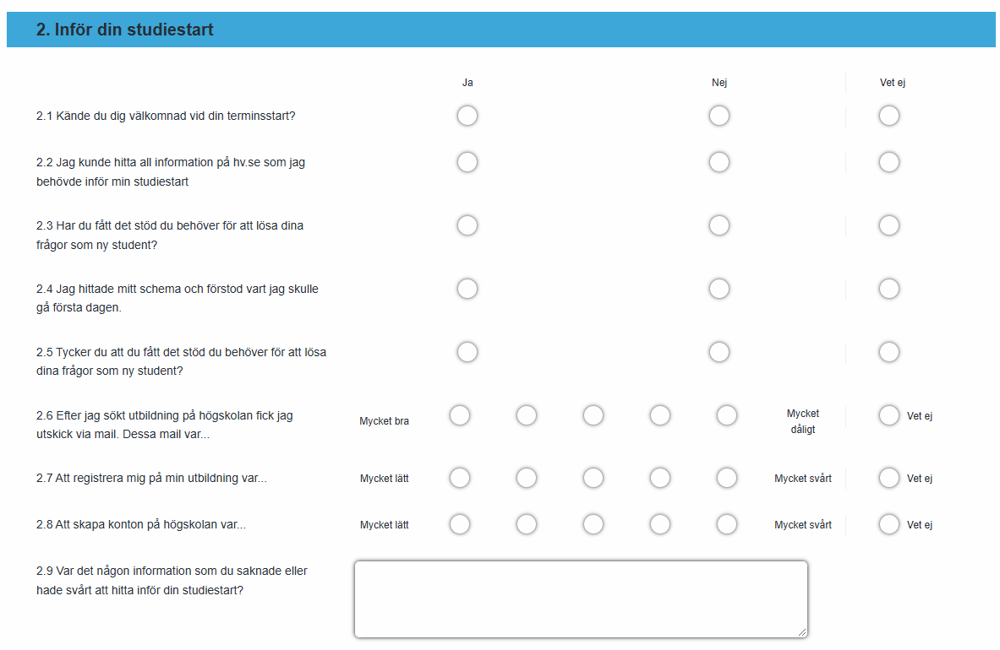 2. Inför din studiestart
Ja Nej Vet ej
2.1 Kände du dig välkomnad vid din terminsstart?
2.2 Jag kunde hitta all information på hv.se som jag
behövde inför min studiestart
2.3 Har du fått det stöd du behöver för att lösa dina
frågor som ny student?
2.4 Jag hittade mitt schema och förstod vart jag skulle
gå första dagen.
2.5 Tycker du att du fått det stöd du behöver för att lösa
dina frågor som ny student?
2.6 Efter jag sökt utbildning på högskolan fick jag
utskick via mail. Dessa mail var...
Mycket bra
Mycket
dåligt
Vet ej
2.7 Att registrera mig på min utbildning var...
Mycket lätt Mycket svårt Vet ej
2.8 Att skapa konton på högskolan var...
Mycket lätt Mycket svårt Vet ej
2.9 Var det någon information som du saknade eller
hade svårt att hitta inför din studiestart?